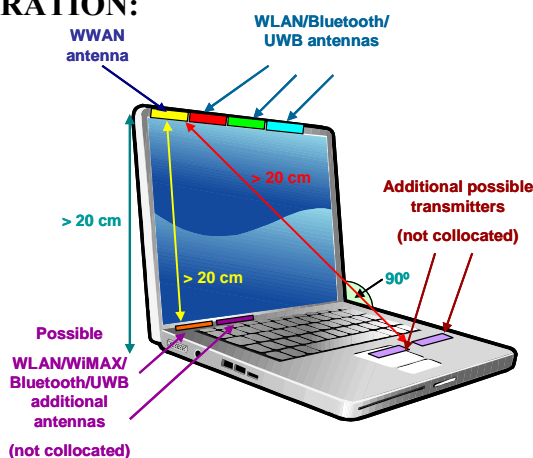 RATION:
WWAN
antenna
WLAN/Bluetooth/
UWB antennas
> 20 cm
Additional possible
transmitters
(not collocated)
> 20 cm
> 20 cm
90º
Possible
WLAN/WiMAX/
Bluetooth/UWB
additional
antennas
(not collocated)